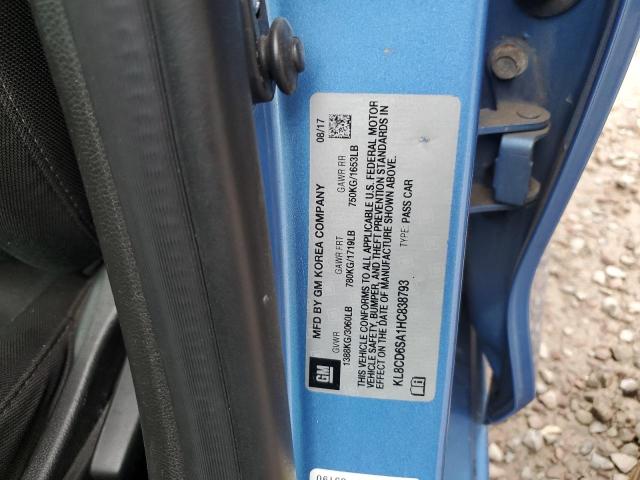 GM
MFD BY GM KOREA COMPANY 08/17
GVWR GAWR FRT GAWR RR
1388KG/3060LB 780KG/1719LB 750KG/1653LB
THIS VEHICLE CONFORMS TO ALL APPLICABLE U.S. FEDERAL MOTOR
VEHICLE SAFETY, BUMPER, AND THEFT PREVENTION STANDARDS IN
EFFECT ON THE DATE OF MANUFACTURE SHOWN ABOVE.
TYPE: PASS CAR
KL8CD6SA1HC838793